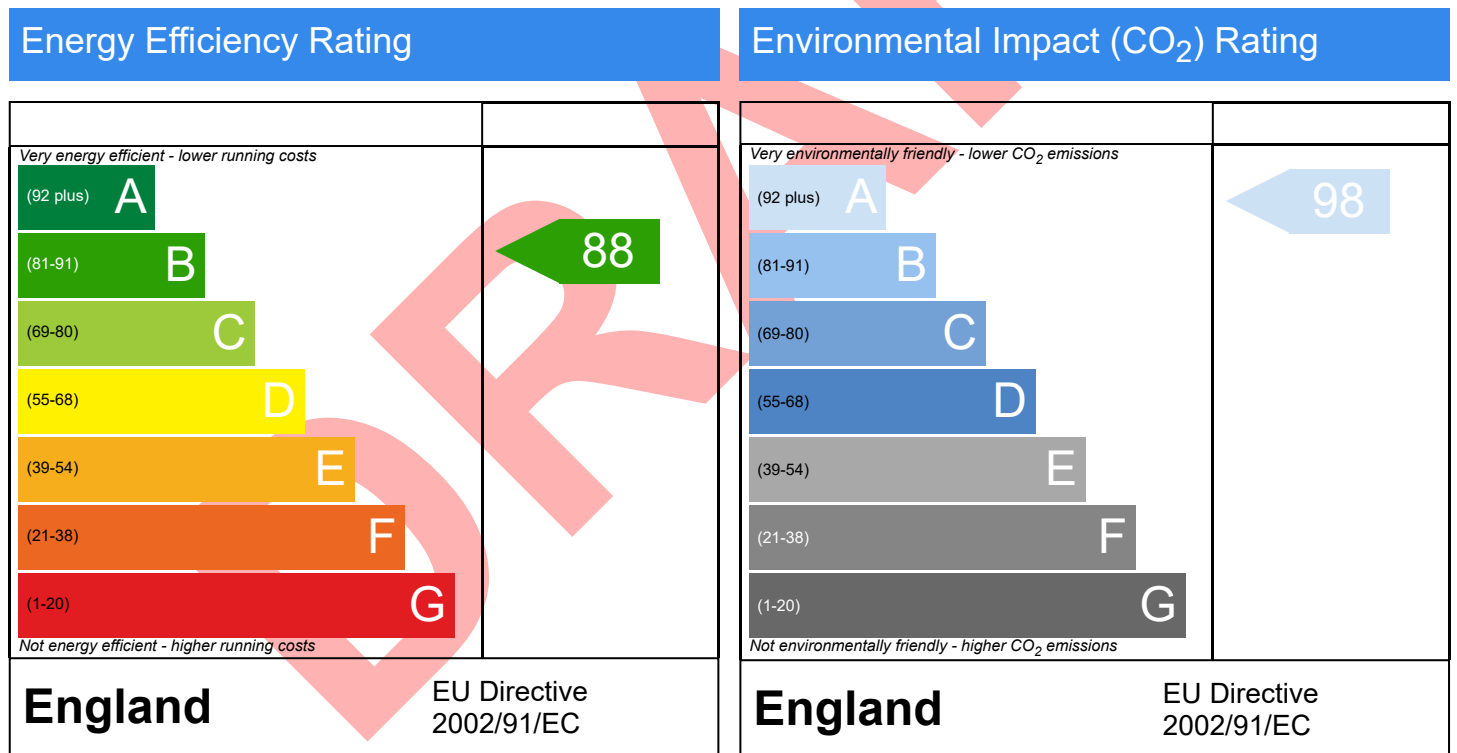 Energy Efficiency Rating
Very energy efficient - lower running costs
(92 plus) A
(81-91) B
(69-80) C
(55-68) D
(39-54) E
(21-38) F
(1-20) G
Not energy efficient - higher running costs
88
England
EU Directive
2002/91/EC
Environmental Impact (CO₂) Rating
Very environmentally friendly - lower CO₂ emissions
(92 plus) A
(81-91) B
(69-80) C
(55-68) D
(39-54) E
(21-38) F
(1-20) G
Not environmentally friendly - higher CO₂ emissions
98
England
EU Directive
2002/91/EC